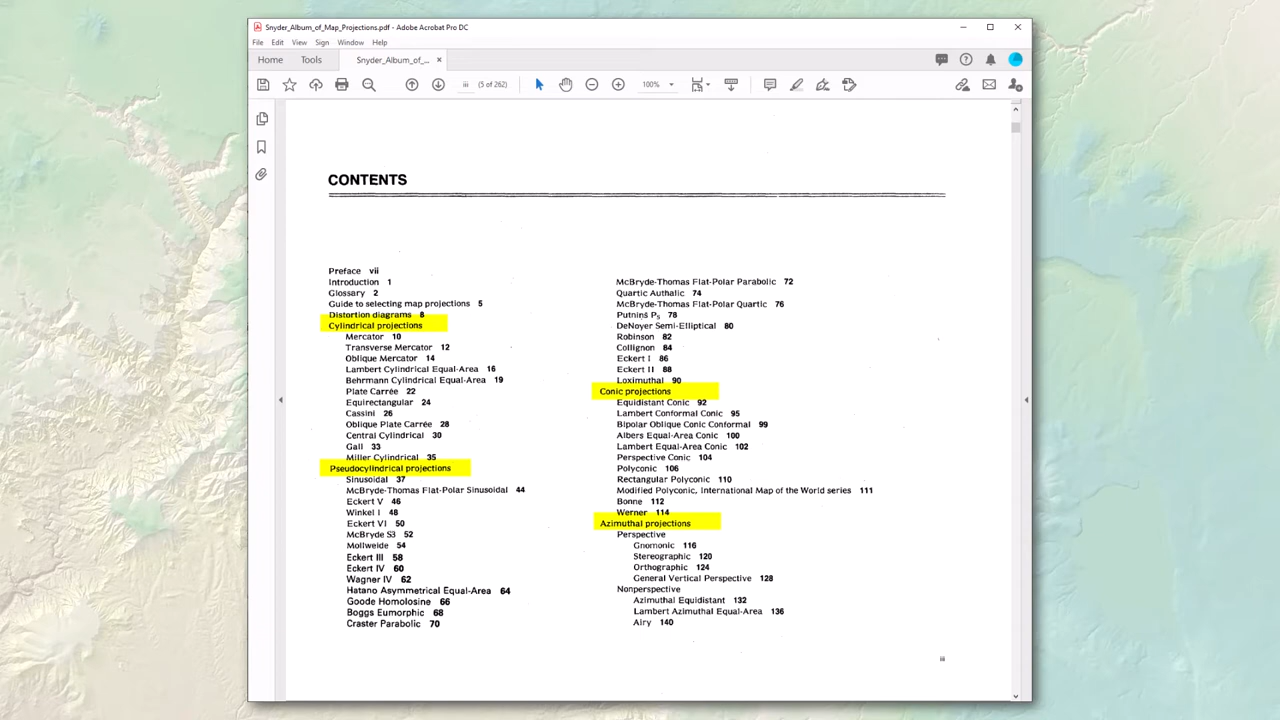 Snyder_Album_of_Map_Projections.pdf - Adobe Acrobat Pro DC
File Edit View Sign Window Help
Home Tools Snyder_Album_of_...
iii (5 of 262) 100%
CONTENTS
Preface vii
Introduction 1
Glossary 2
Guide to selecting map projections 5
Distortion diagrams 8
Cylindrical projections
Mercator 10
Transverse Mercator 12
Oblique Mercator 14
Lambert Cylindrical Equal-Area 16
Behrmann Cylindrical Equal-Area 19
Plate Carrée 22
Equirectangular 24
Cassini 26
Oblique Plate Carrée 28
Central Cylindrical 30
Gall 33
Miller Cylindrical 35
Pseudocylindrical projections
Sinusoidal 37
McBryde-Thomas Flat-Polar Sinusoidal 44
Eckert V 46
Winkel I 48
Eckert VI 50
McBryde S3 52
Mollweide 54
Eckert III 58
Eckert IV 60
Wagner IV 62
Hatano Asymmetrical Equal-Area 64
Goode Homolosine 66
Boggs Eumorphic 68
Craster Parabolic 70
McBryde-Thomas Flat-Polar Parabolic 72
Quartic Authalic 74
McBryde-Thomas Flat-Polar Quartic 76
Putniņš P₅ 78
DeNoyer Semi-Elliptical 80
Robinson 82
Collignon 84
Eckert I 86
Eckert II 88
Loximuthal 90
Conic projections
Equidistant Conic 92
Lambert Conformal Conic 95
Bipolar Oblique Conic Conformal 99
Albers Equal-Area Conic 100
Lambert Equal-Area Conic 102
Perspective Conic 104
Polyconic 106
Rectangular Polyconic 110
Modified Polyconic, International Map of the World series 111
Bonne 112
Werner 114
Azimuthal projections
Perspective
Gnomonic 116
Stereographic 120
Orthographic 124
General Vertical Perspective 128
Nonperspective
Azimuthal Equidistant 132
Lambert Azimuthal Equal-Area 136
Airy 140
iii